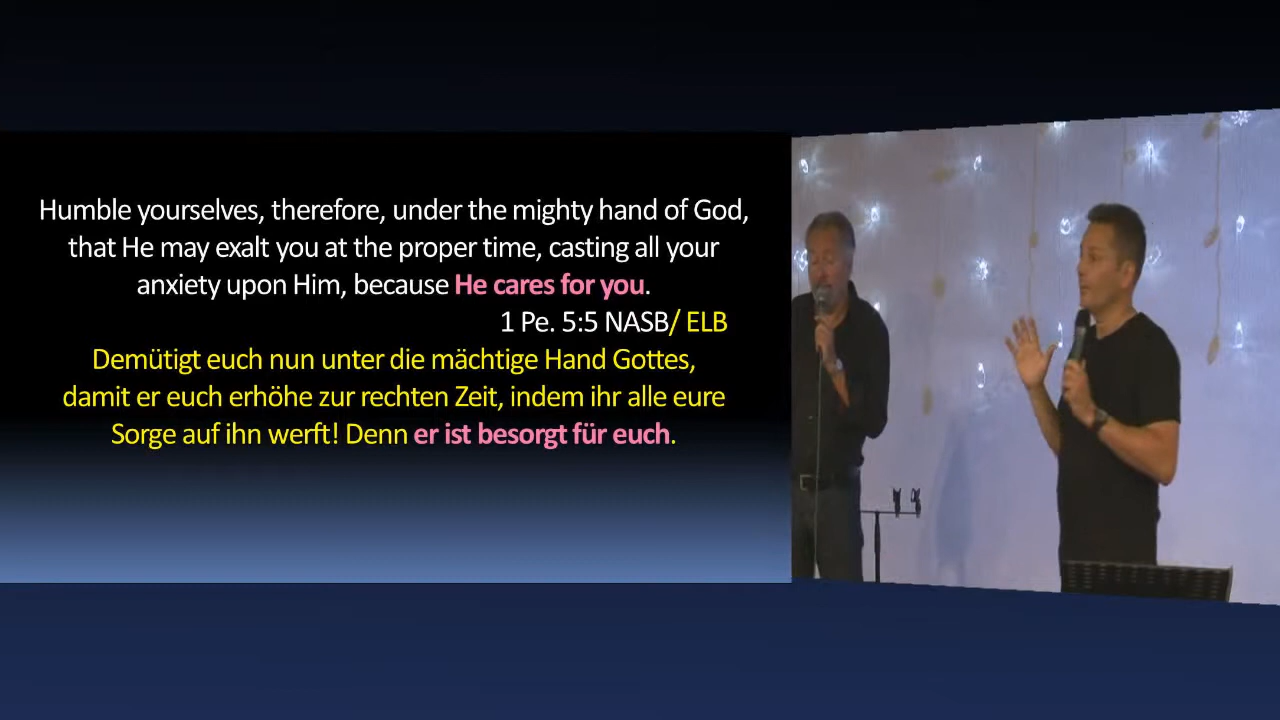 Humble yourselves, therefore, under the mighty hand of God,
that He may exalt you at the proper time, casting all your
anxiety upon Him, because He cares for you.
1 Pe. 5:5 NASB/ ELB
Demütigt euch nun unter die mächtige Hand Gottes,
damit er euch erhöhe zur rechten Zeit, indem ihr alle eure
Sorge auf ihn werft! Denn er ist besorgt für euch.